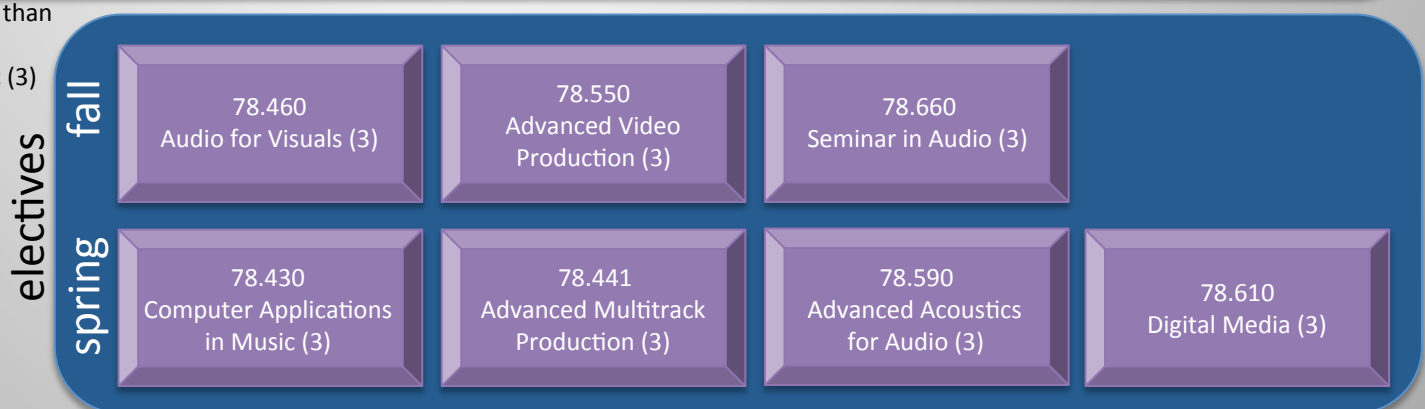 than
(3)
electives
fall
78.460
Audio for Visuals (3)
78.550
Advanced Video
Production (3)
78.660
Seminar in Audio (3)
spring
78.430
Computer Applications
in Music (3)
78.441
Advanced Multitrack
Production (3)
78.590
Advanced Acoustics
for Audio (3)
78.610
Digital Media (3)